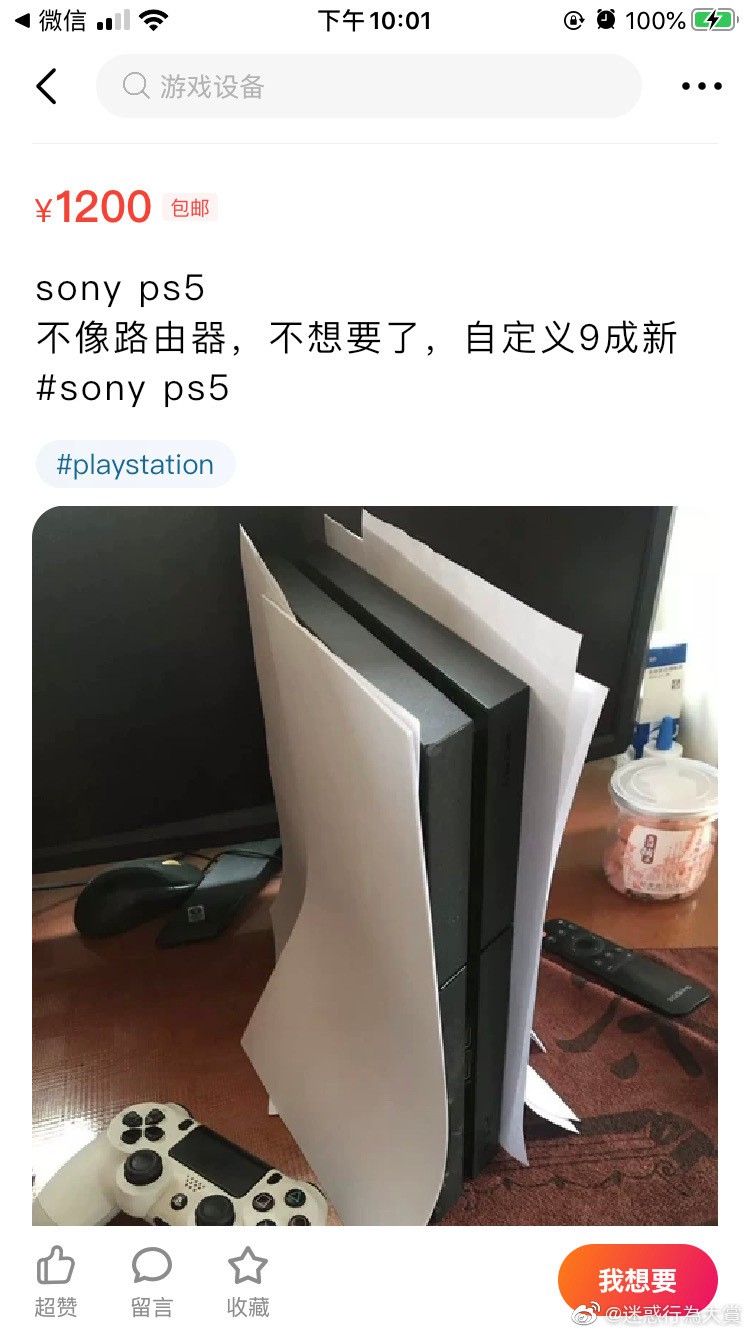 微信
下午10:01
100%
游戏设备
¥1200 包邮
sony ps5
不像路由器，不想要了，自定义9成新
#sony ps5
#playstation
超赞
留言
收藏
我想要
@迷惑行為大賞